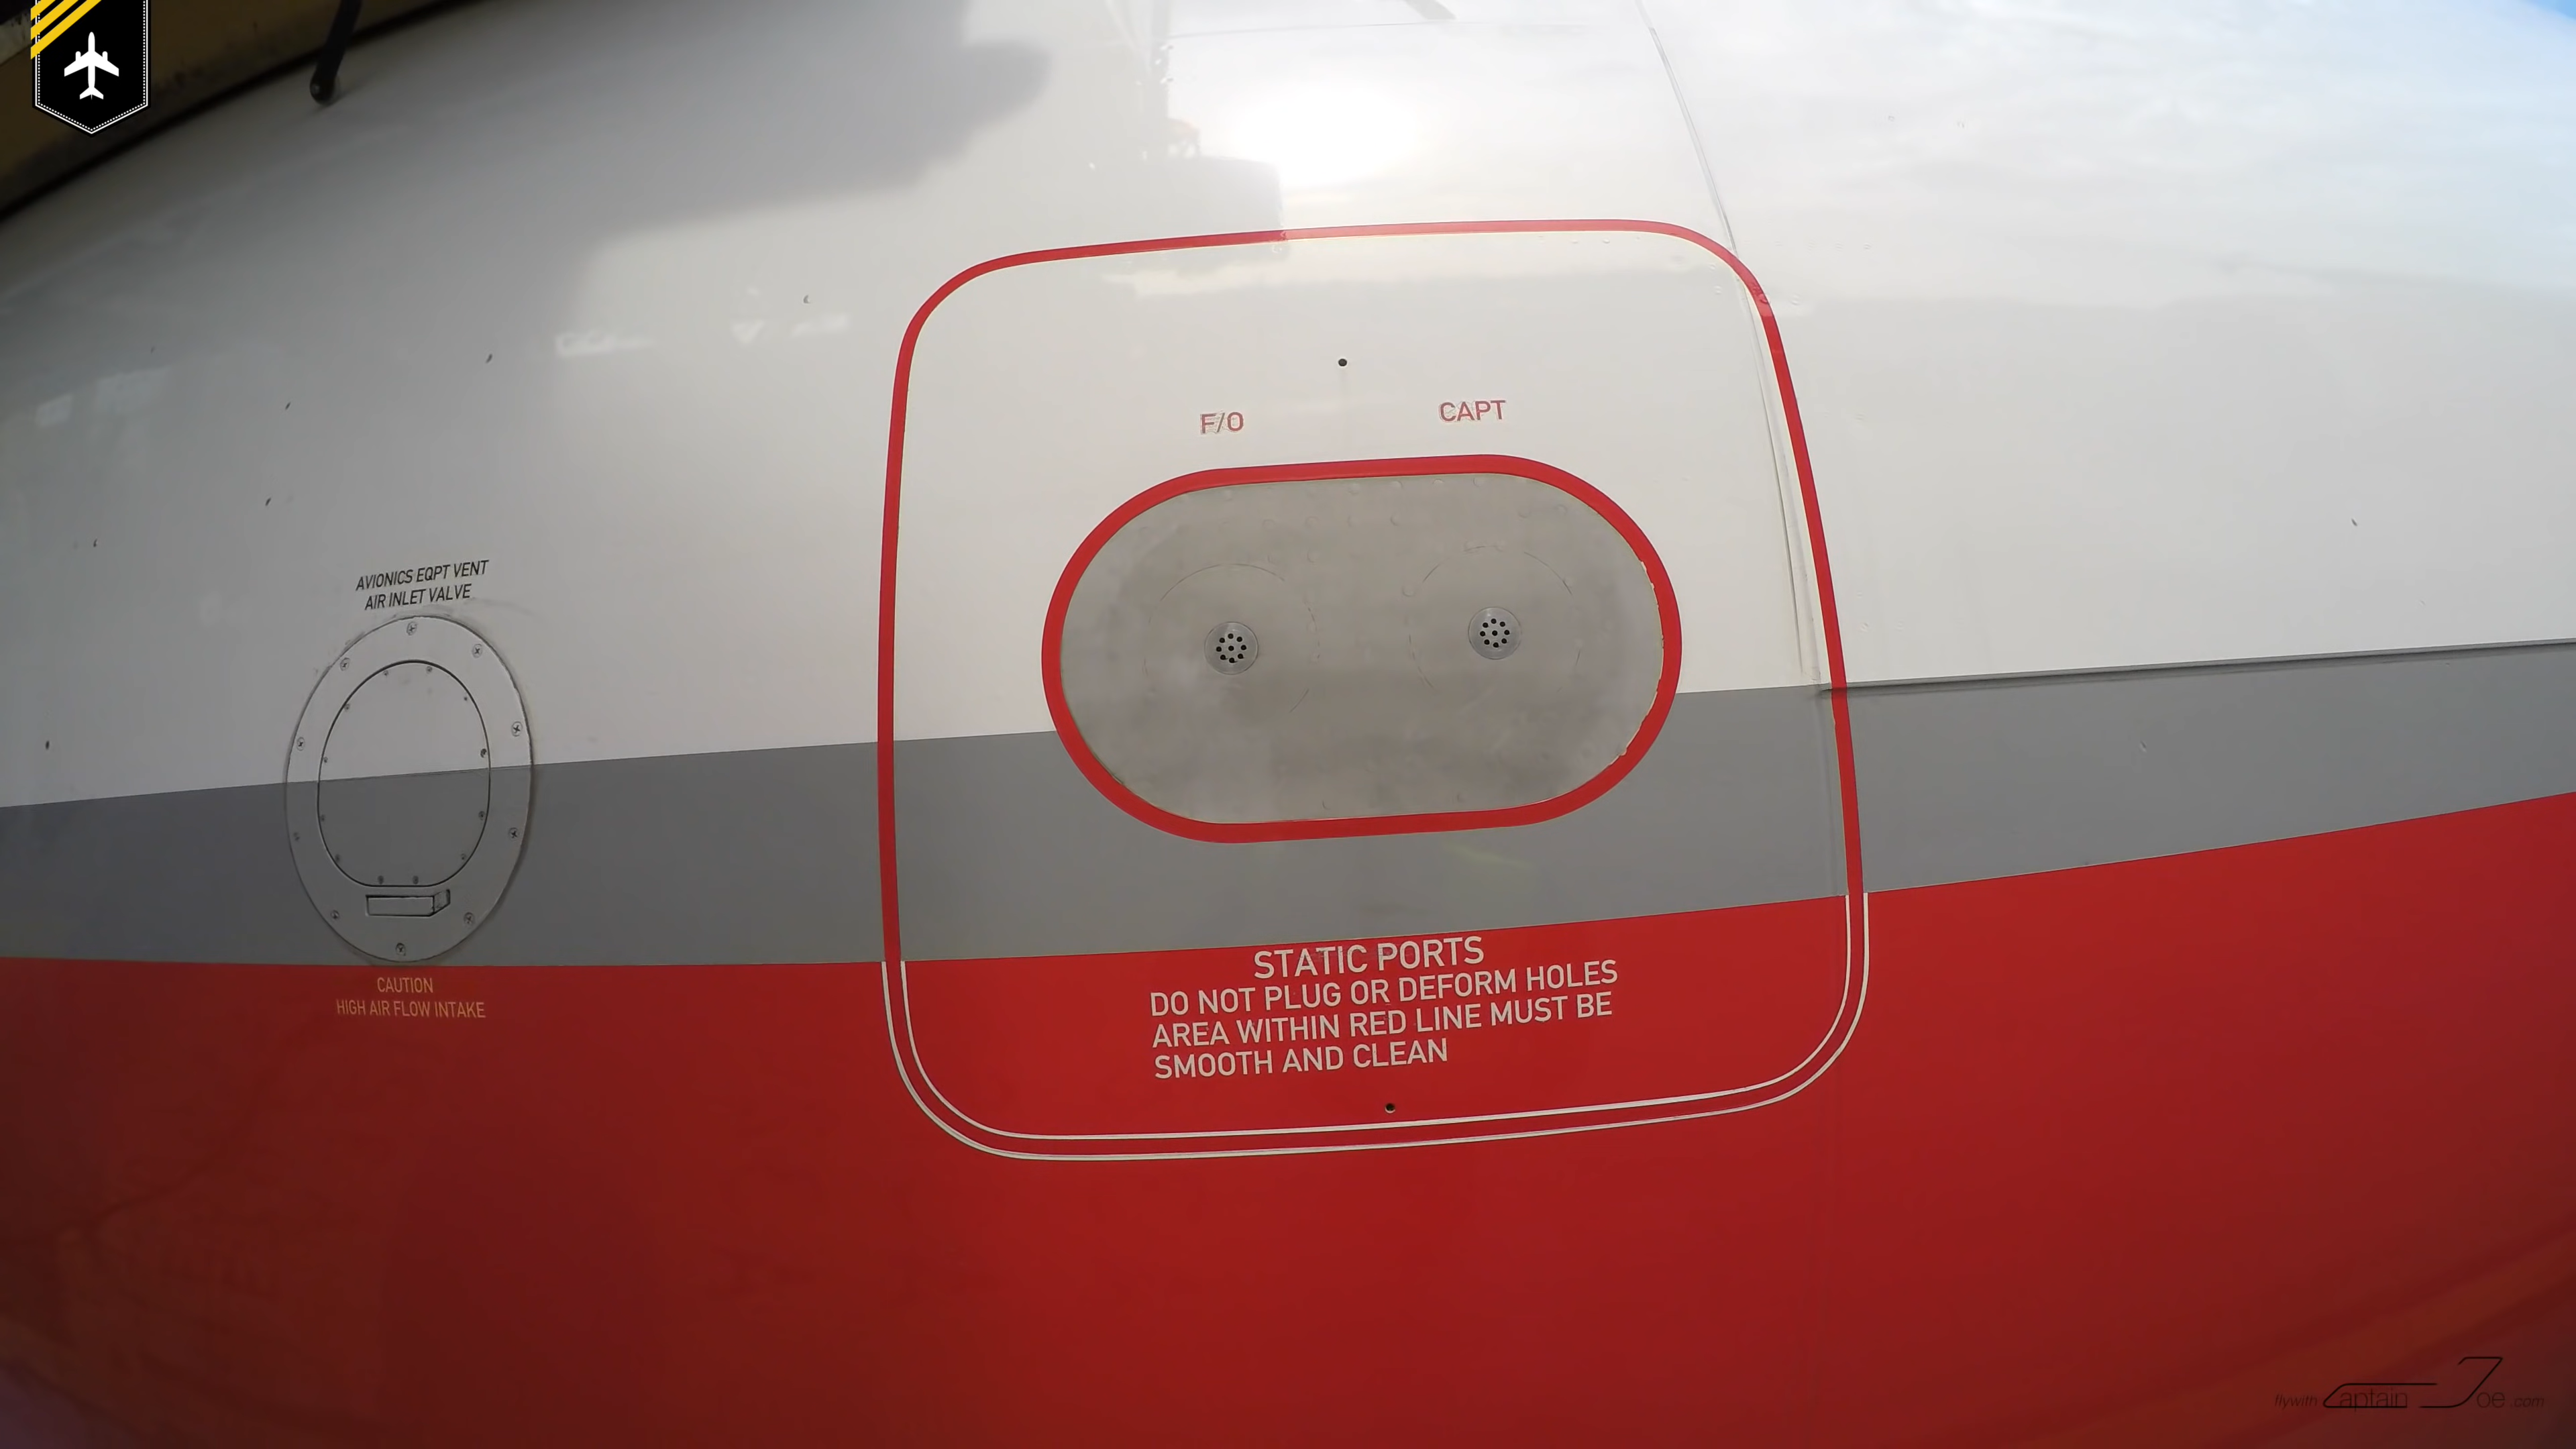 F/O
CAPT
AVIONICS EQPT VENT
AIR INLET VALVE
CAUTION
HIGH AIR FLOW INTAKE
STATIC PORTS
DO NOT PLUG OR DEFORM HOLES
AREA WITHIN RED LINE MUST BE
SMOOTH AND CLEAN
flywith Captain Joe .com